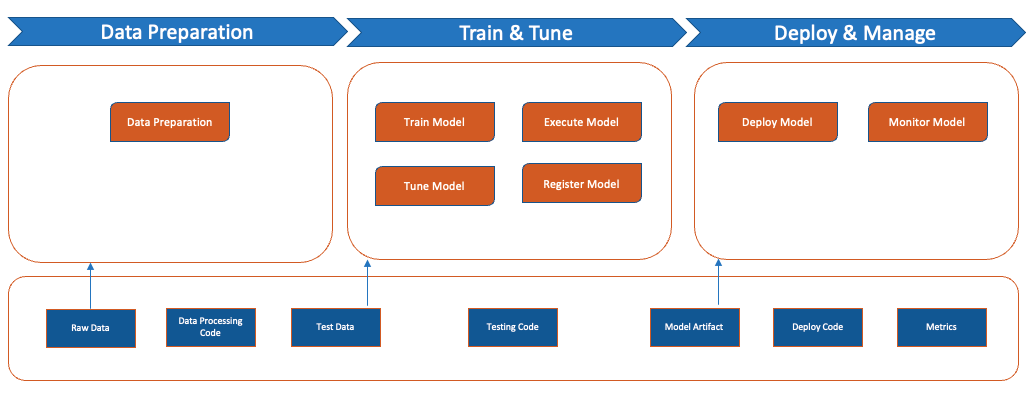 Data Preparation
Train & Tune
Deploy & Manage
Data Preparation
Train Model
Execute Model
Tune Model
Register Model
Deploy Model
Monitor Model
Raw Data
Data Processing
Code
Test Data
Testing Code
Model Artifact
Deploy Code
Metrics